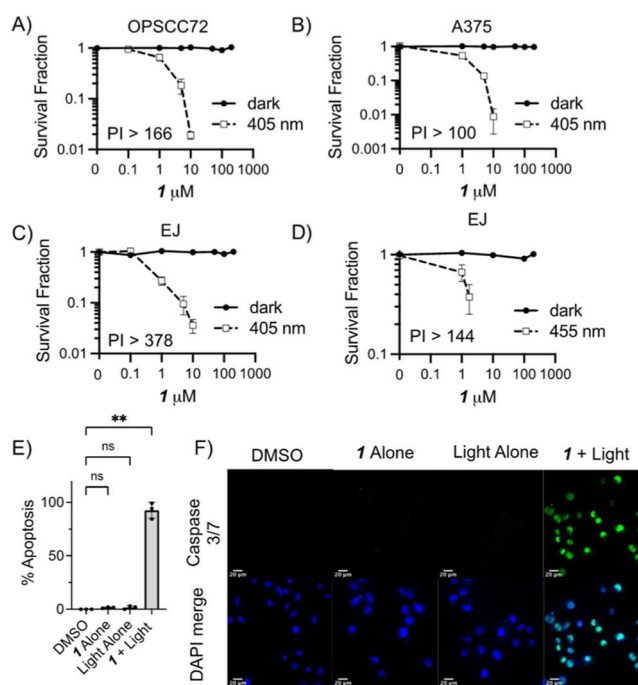 A) OPSCC72
Survival Fraction
1
0.1
0.01
0 0.1 1 10 100 1000
1 μM
PI > 166
dark
405 nm
B) A375
Survival Fraction
1
0.1
0.01
0.001
0 0.1 1 10 100 1000
1 μM
PI > 100
dark
405 nm
C) EJ
Survival Fraction
1
0.1
0.01
0 0.1 1 10 100 1000
1 μM
PI > 378
dark
405 nm
D) EJ
Survival Fraction
1
0.1
0 0.1 1 10 100 1000
1 μM
PI > 144
dark
455 nm
E)
**
ns
ns
% Apoptosis
100
50
0
DMSO
1 Alone
Light Alone
1 + Light
F)
DMSO 1 Alone Light Alone 1 + Light
Caspase
3/7
20 μm 20 μm 20 μm 20 μm
DAPI merge
20 μm 20 μm 20 μm 20 μm